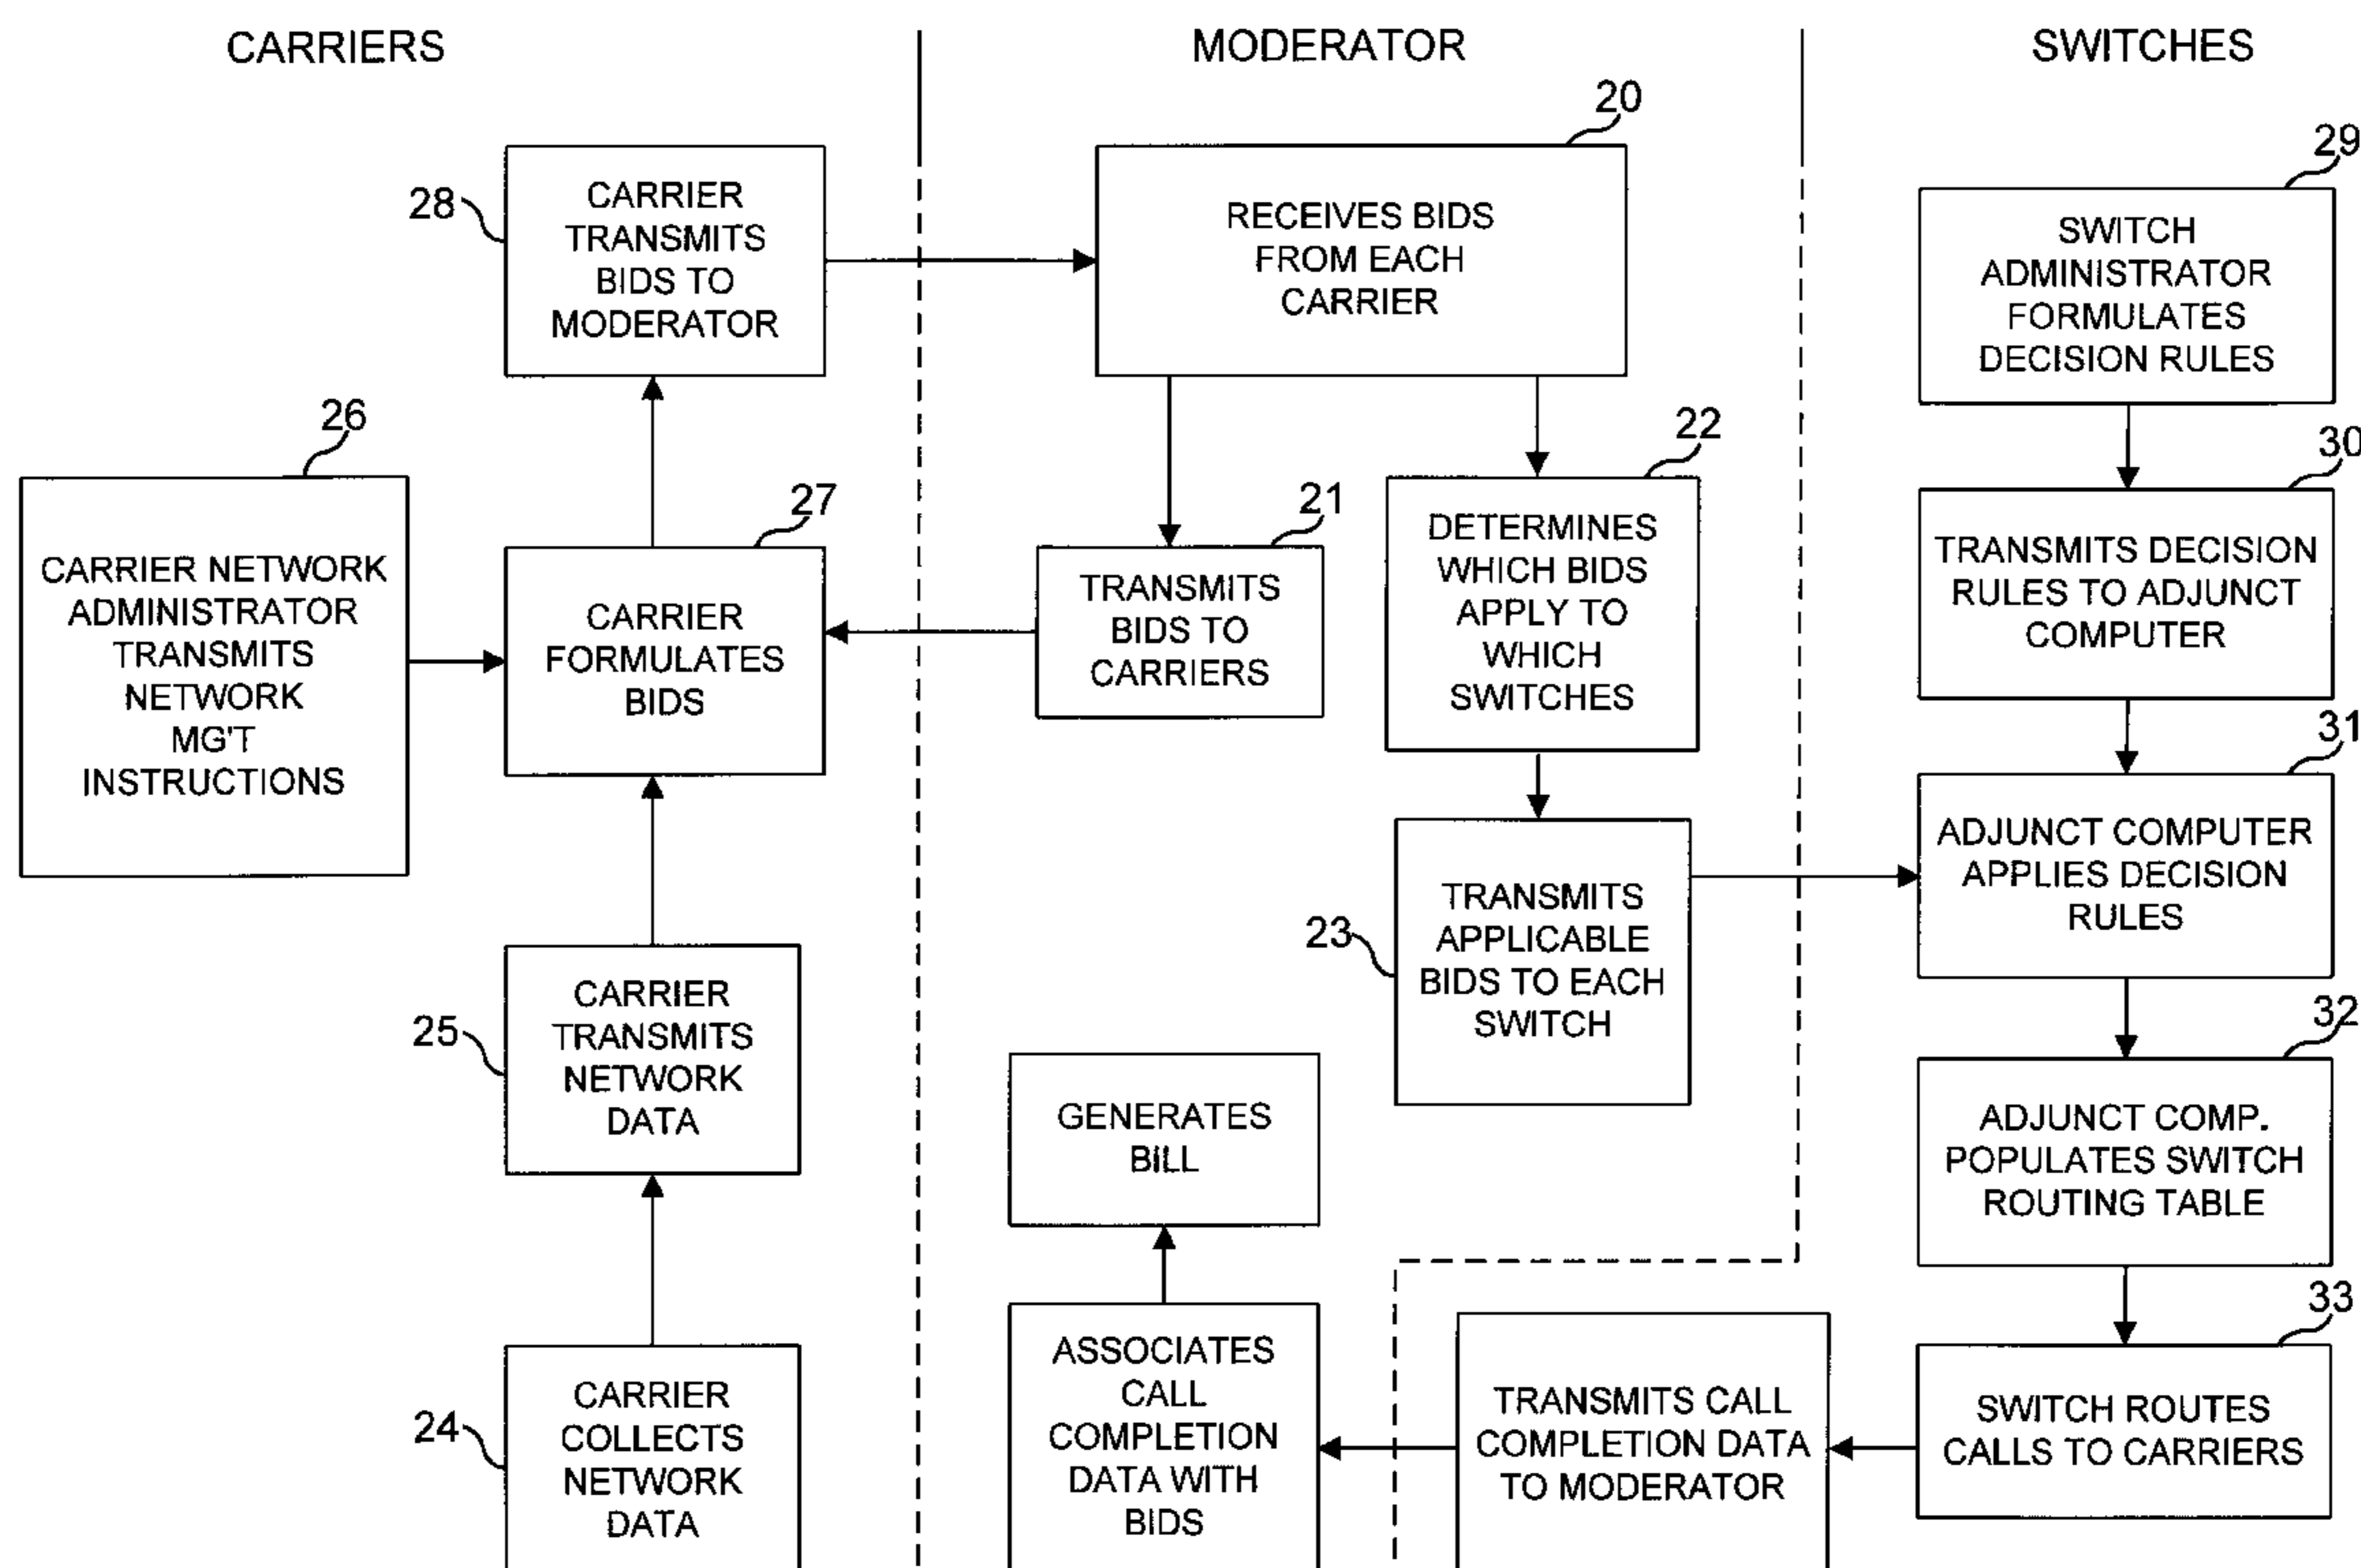 CARRIERS
MODERATOR
SWITCHES
28
CARRIER
TRANSMITS
BIDS TO
MODERATOR
20
RECEIVES BIDS
FROM EACH
CARRIER
29
SWITCH
ADMINISTRATOR
FORMULATES
DECISION RULES
26
CARRIER NETWORK
ADMINISTRATOR
TRANSMITS
NETWORK
MG'T
INSTRUCTIONS
27
CARRIER
FORMULATES
BIDS
21
TRANSMITS
BIDS TO
CARRIERS
22
DETERMINES
WHICH BIDS
APPLY TO
WHICH
SWITCHES
30
TRANSMITS DECISION
RULES TO ADJUNCT
COMPUTER
31
ADJUNCT COMPUTER
APPLIES DECISION
RULES
23
TRANSMITS
APPLICABLE
BIDS TO EACH
SWITCH
25
CARRIER
TRANSMITS
NETWORK
DATA
GENERATES
BILL
32
ADJUNCT COMP.
POPULATES SWITCH
ROUTING TABLE
24
CARRIER
COLLECTS
NETWORK
DATA
ASSOCIATES
CALL
COMPLETION
DATA WITH
BIDS
TRANSMITS CALL
COMPLETION DATA
TO MODERATOR
33
SWITCH ROUTES
CALLS TO CARRIERS